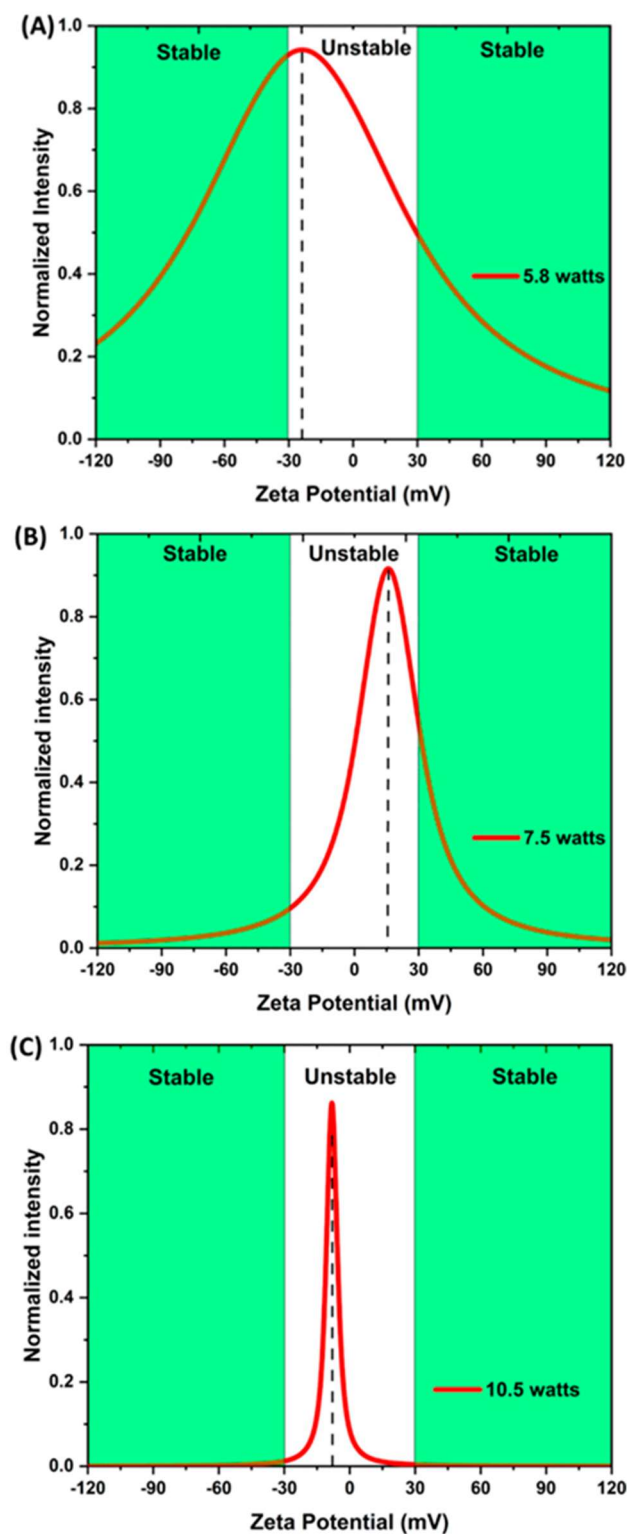 (A)
Stable Unstable Stable
1.0
0.8
0.6
0.4
0.2
0.0
Normalized Intensity
5.8 watts
-120 -90 -60 -30 0 30 60 90 120
Zeta Potential (mV)
(B)
Stable Unstable Stable
1.0
0.8
0.6
0.4
0.2
0.0
Normalized intensity
7.5 watts
-120 -90 -60 -30 0 30 60 90 120
Zeta Potential (mV)
(C)
Stable Unstable Stable
1.0
0.8
0.6
0.4
0.2
0.0
Normalized intensity
10.5 watts
-120 -90 -60 -30 0 30 60 90 120
Zeta Potential (mV)